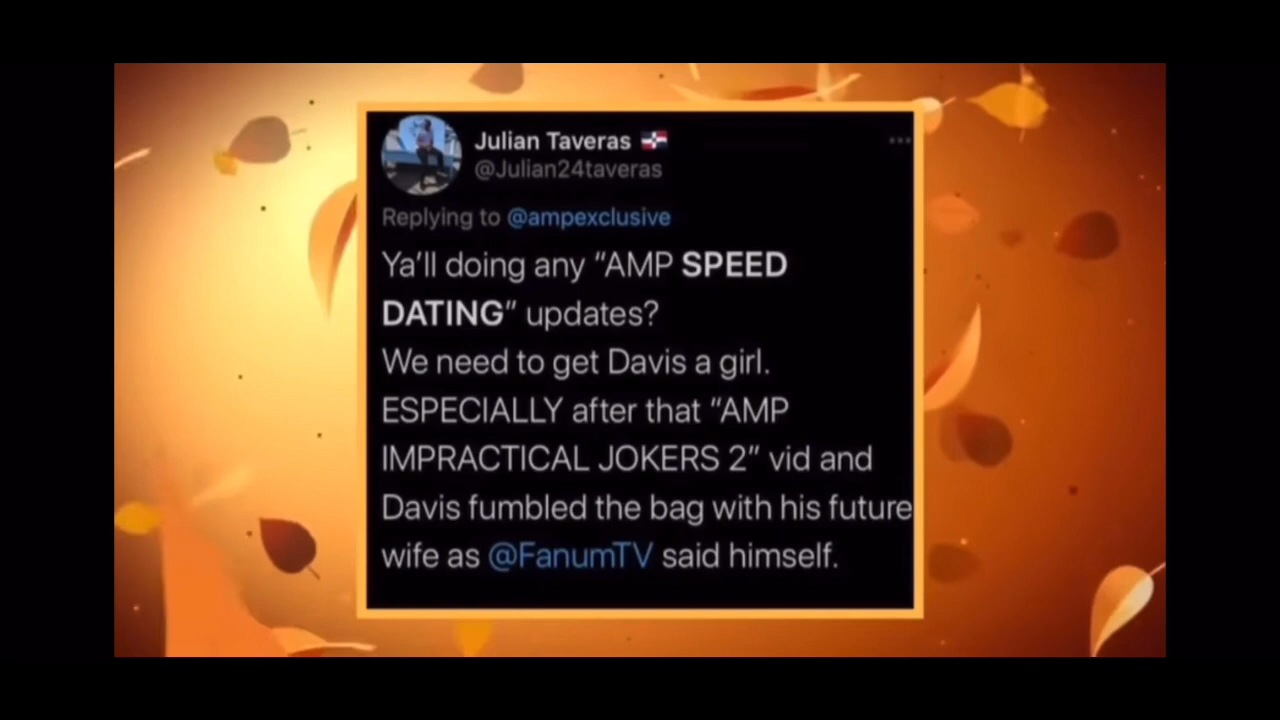 Julian Taveras 🇩🇴
@Julian24taveras
Replying to @ampexclusive
Ya’ll doing any “AMP SPEED
DATING” updates?
We need to get Davis a girl.
ESPECIALLY after that “AMP
IMPRACTICAL JOKERS 2” vid and
Davis fumbled the bag with his future
wife as @FanumTV said himself.